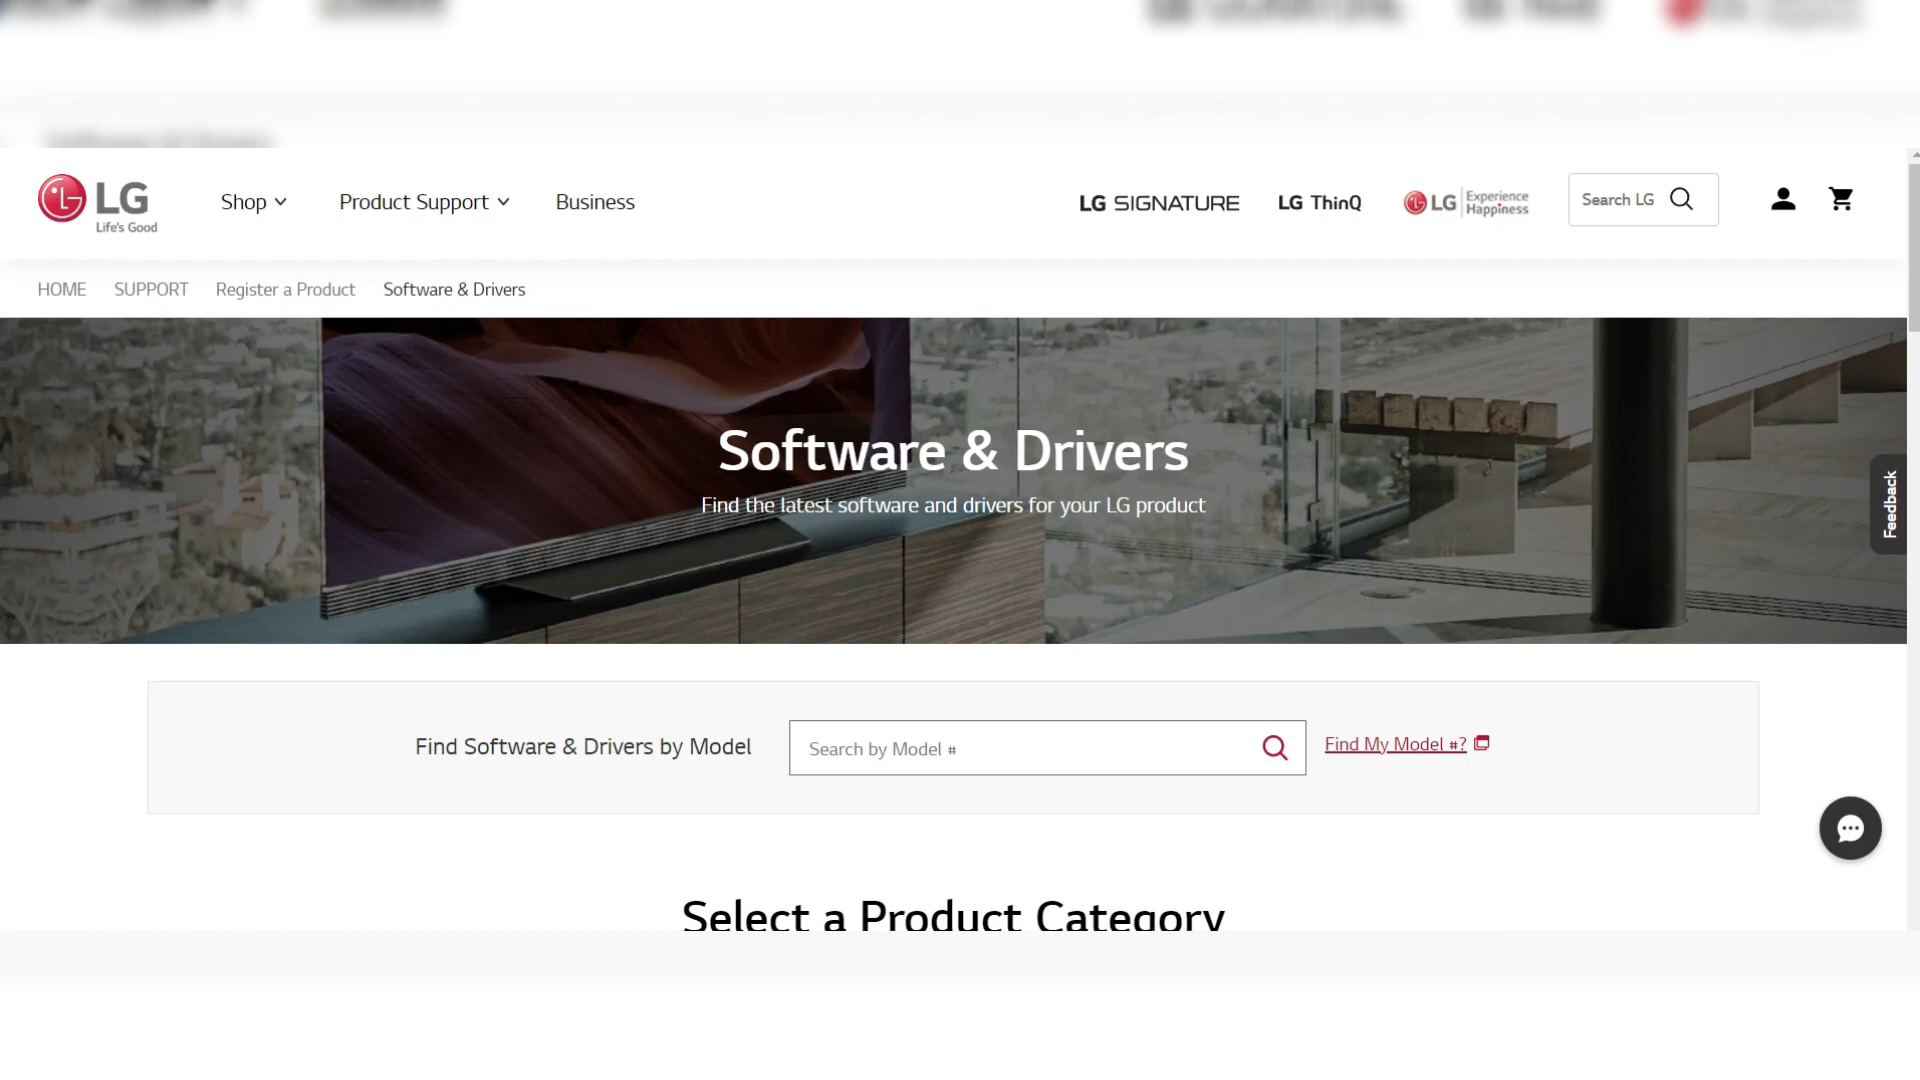 LG
Life's Good
Shop
Product Support
Business
LG SIGNATURE
LG ThinQ
LG Experience
Happiness
Search LG
HOME
SUPPORT
Register a Product
Software & Drivers
Software & Drivers
Find the latest software and drivers for your LG product
Feedback
Find Software & Drivers by Model
Search by Model #
Find My Model #?
Select a Product Category